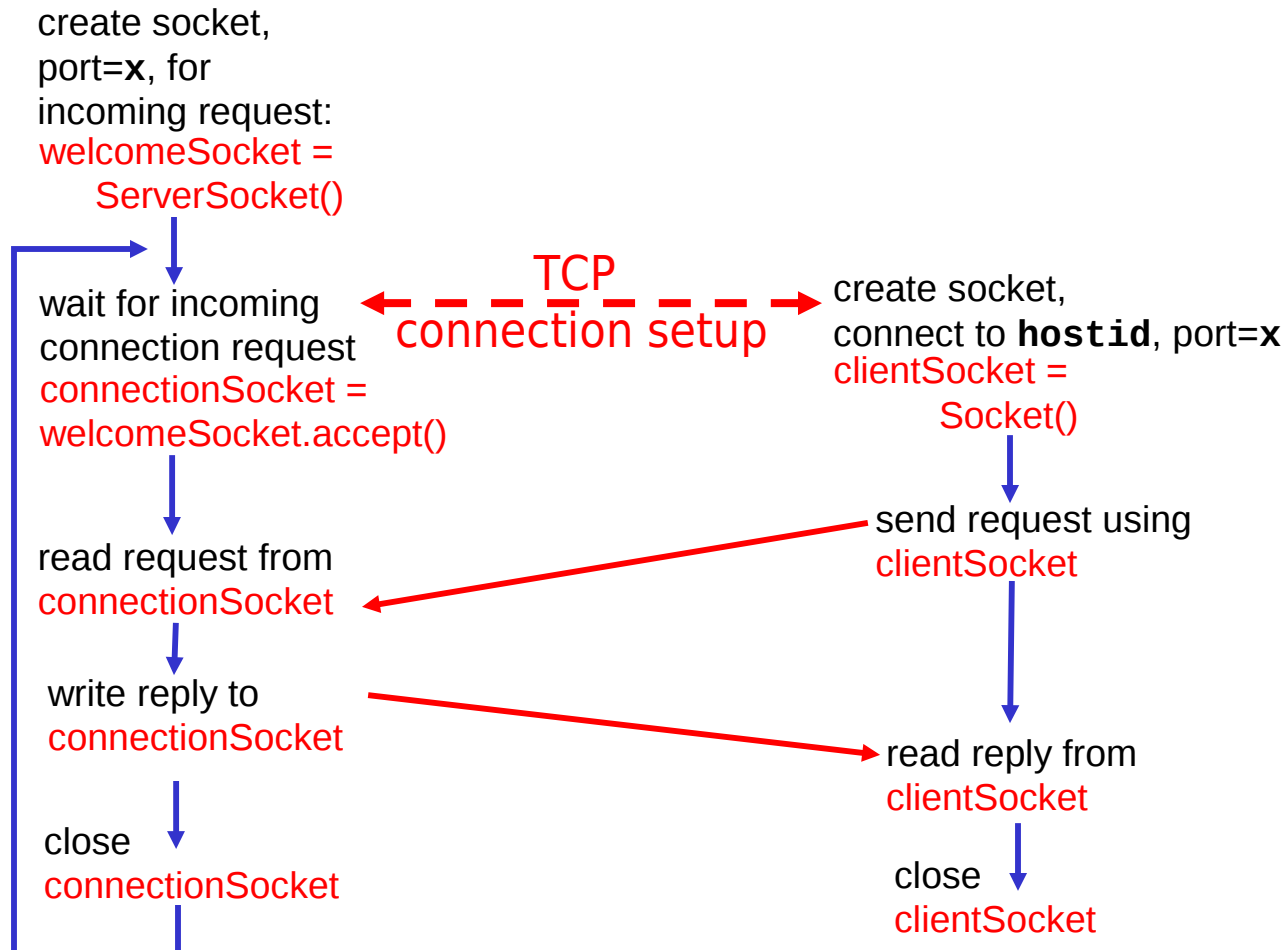 create socket,
port=x, for
incoming request:
welcomeSocket =
ServerSocket()
wait for incoming
connection request
connectionSocket =
welcomeSocket.accept()
TCP
connection setup
create socket,
connect to hostid, port=x
clientSocket =
Socket()
read request from
connectionSocket
send request using
clientSocket
write reply to
connectionSocket
read reply from
clientSocket
close
connectionSocket
close
clientSocket